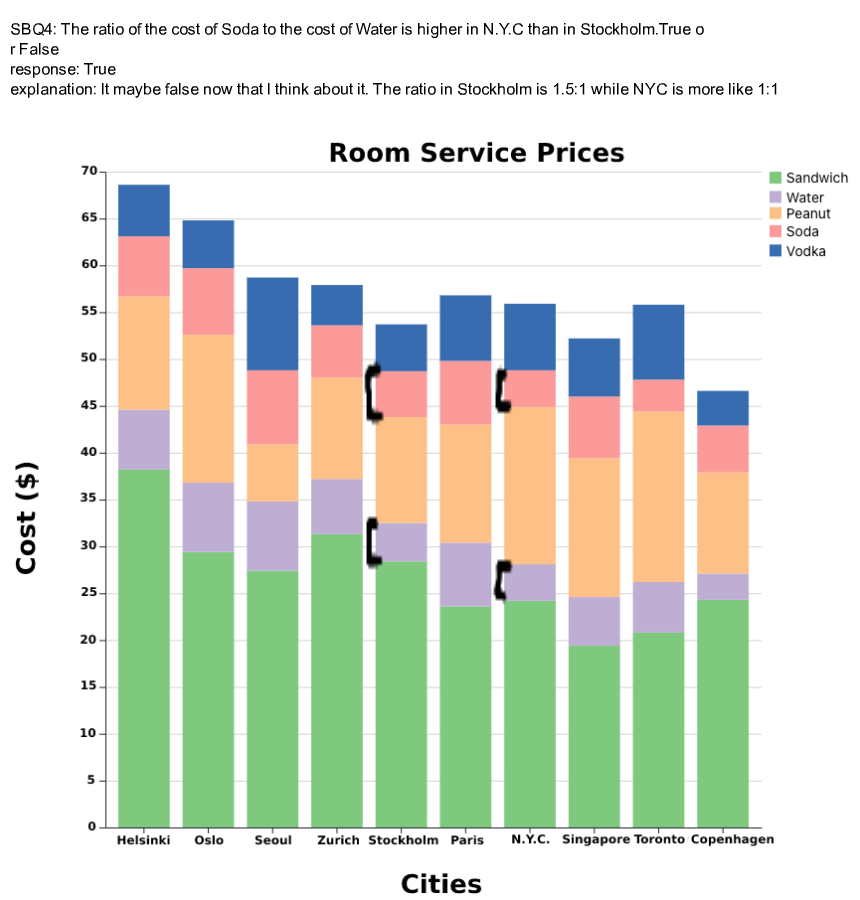 SBQ4: The ratio of the cost of Soda to the cost of Water is higher in N.Y.C than in Stockholm.True o
r False
response: True
explanation: It maybe false now that I think about it. The ratio in Stockholm is 1.5:1 while NYC is more like 1:1
Room Service Prices
70
65
60
55
50
45
40
35
30
25
20
15
10
5
0
Cost ($)
Sandwich
Water
Peanut
Soda
Vodka
Helsinki Oslo Seoul Zurich Stockholm Paris N.Y.C. Singapore Toronto Copenhagen
Cities